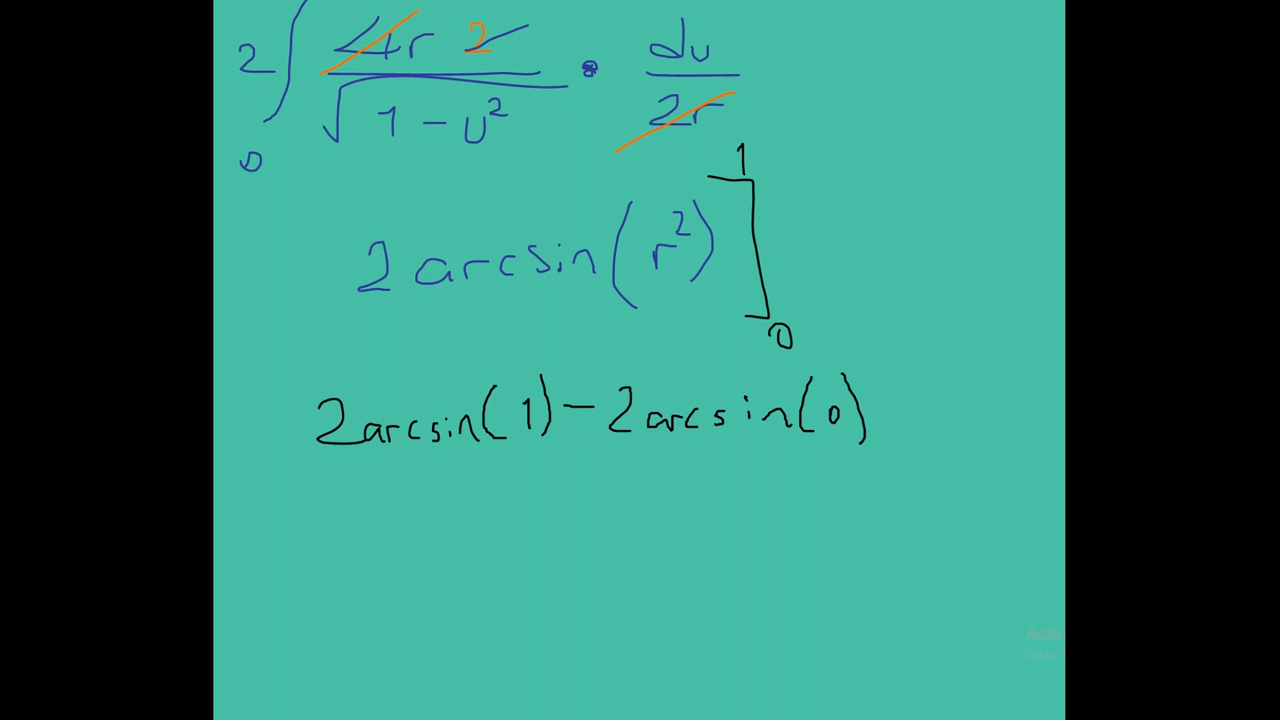 2 ∫ 4r 2 / √(1 - u²) · du / 2r
0
2 arcsin(r²) ]
1
0
2arcsin(1) - 2arcsin(0)